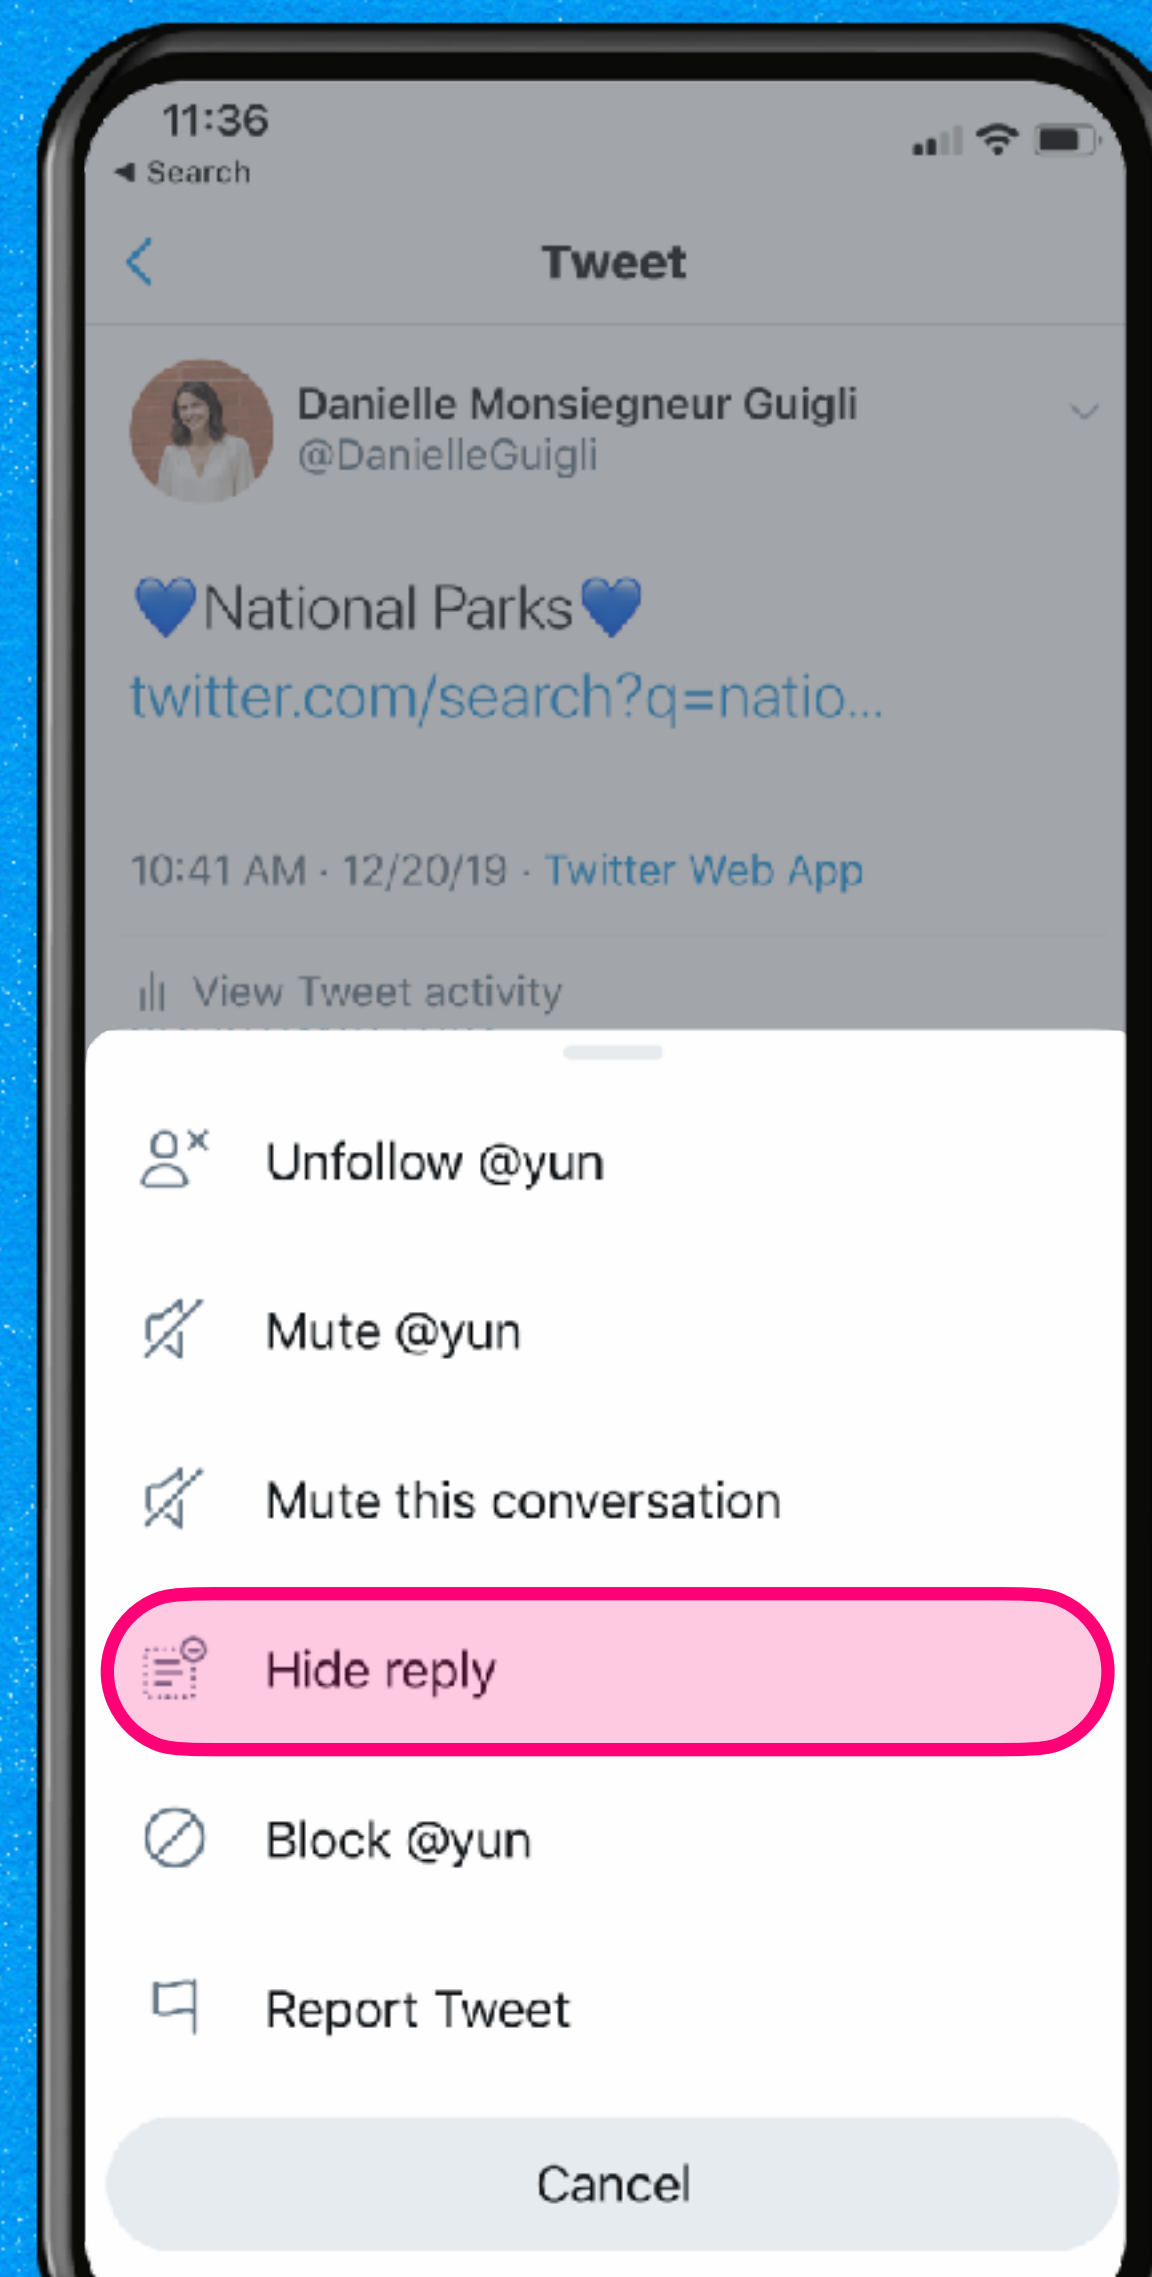 11:36
◀ Search
Tweet
Danielle Monsiegneur Guigli
@DanielleGuigli
💙National Parks💙
twitter.com/search?q=natio...
10:41 AM · 12/20/19 · Twitter Web App
View Tweet activity
Unfollow @yun
Mute @yun
Mute this conversation
Hide reply
Block @yun
Report Tweet
Cancel